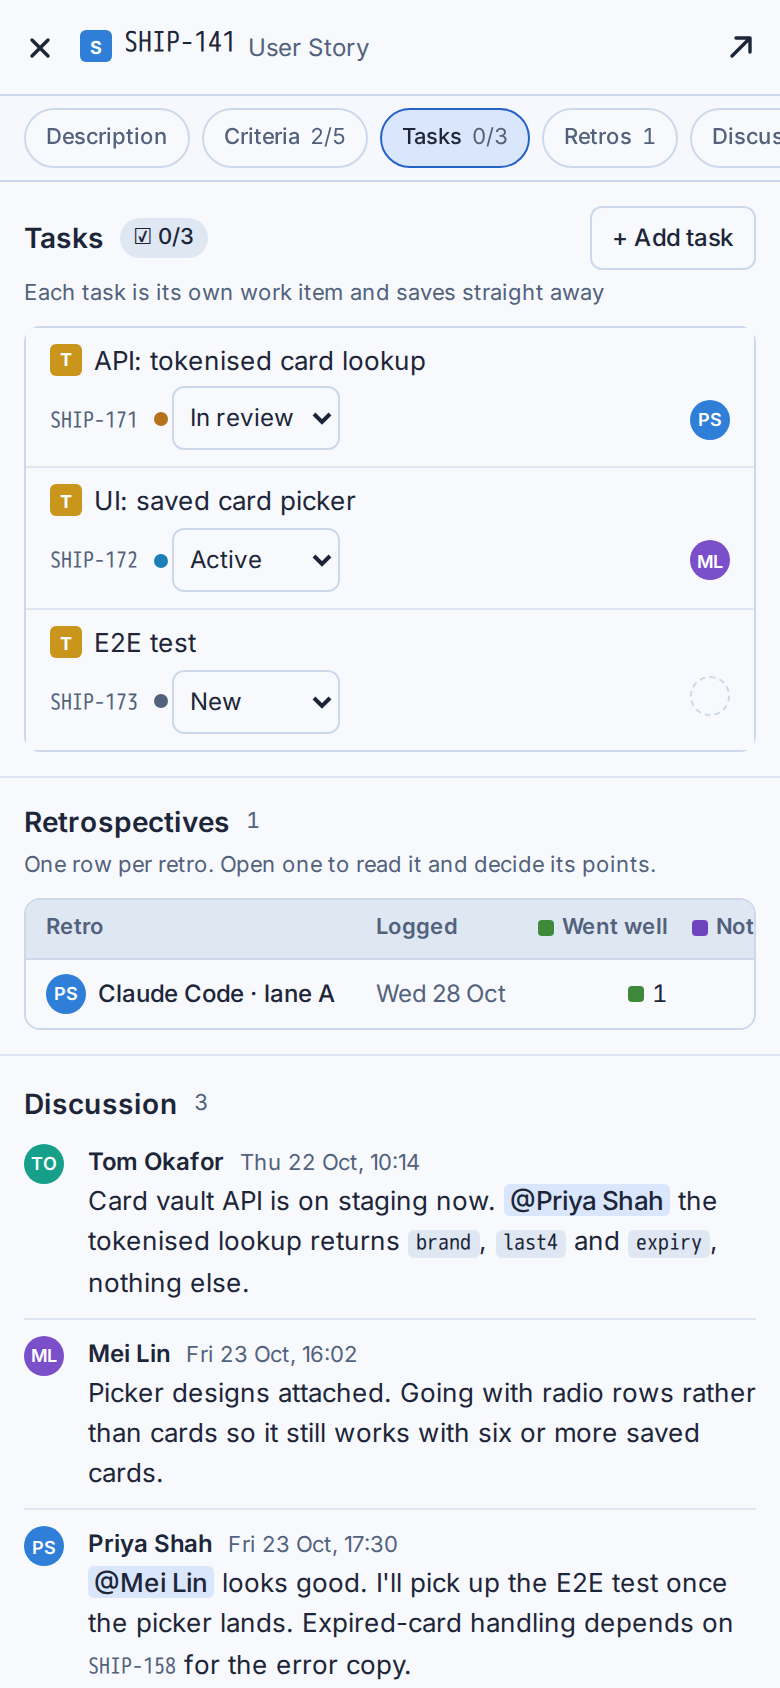 S SHIP-141 User Story
Description Criteria 2/5 Tasks 0/3 Retros 1 Discus
Tasks ☑ 0/3 + Add task
Each task is its own work item and saves straight away
T API: tokenised card lookup
SHIP-171 In review PS
T UI: saved card picker
SHIP-172 Active ML
T E2E test
SHIP-173 New
Retrospectives 1
One row per retro. Open one to read it and decide its points.
Retro Logged Went well Not
PS Claude Code · lane A Wed 28 Oct 1
Discussion 3
TO Tom Okafor Thu 22 Oct, 10:14
Card vault API is on staging now. @Priya Shah the
tokenised lookup returns brand, last4 and expiry,
nothing else.
ML Mei Lin Fri 23 Oct, 16:02
Picker designs attached. Going with radio rows rather
than cards so it still works with six or more saved
cards.
PS Priya Shah Fri 23 Oct, 17:30
@Mei Lin looks good. I'll pick up the E2E test once
the picker lands. Expired-card handling depends on
SHIP-158 for the error copy.